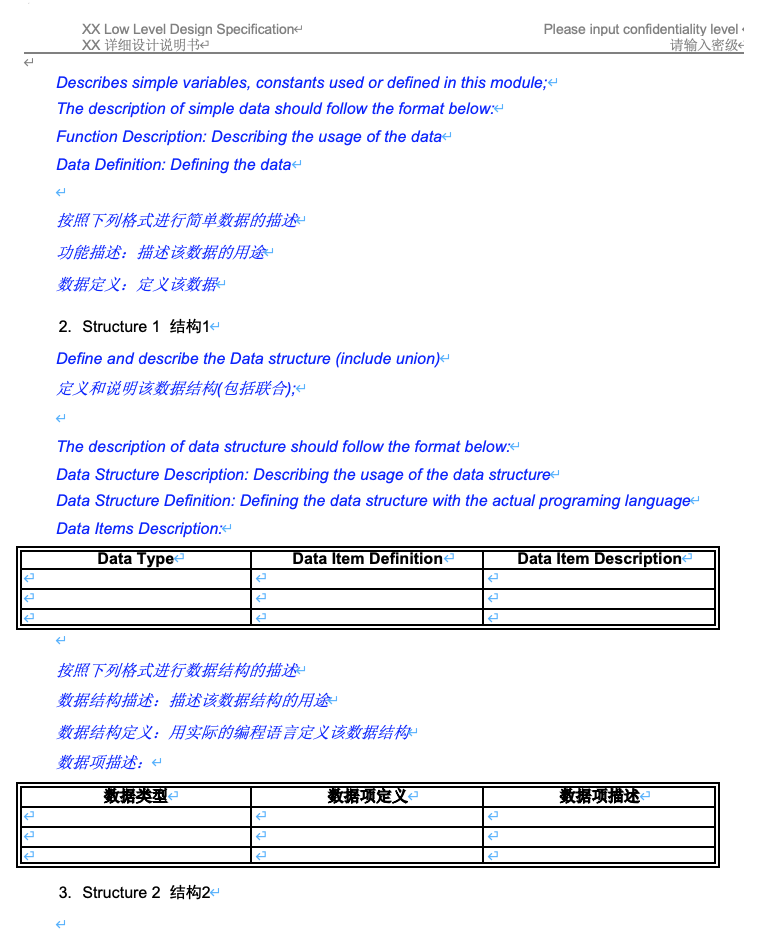 XX Low Level Design Specification Please input confidentiality level
XX 详细设计说明书 请输入密级
Describes simple variables, constants used or defined in this module;
The description of simple data should follow the format below:
Function Description: Describing the usage of the data
Data Definition: Defining the data
按照下列格式进行简单数据的描述
功能描述：描述该数据的用途
数据定义：定义该数据
2. Structure 1 结构1
Define and describe the Data structure (include union)
定义和说明该数据结构(包括联合);
The description of data structure should follow the format below:
Data Structure Description: Describing the usage of the data structure
Data Structure Definition: Defining the data structure with the actual programing language
Data Items Description:
Data Type Data Item Definition Data Item Description
按照下列格式进行数据结构的描述
数据结构描述：描述该数据结构的用途
数据结构定义：用实际的编程语言定义该数据结构
数据项描述：
数据类型 数据项定义 数据项描述
3. Structure 2 结构2